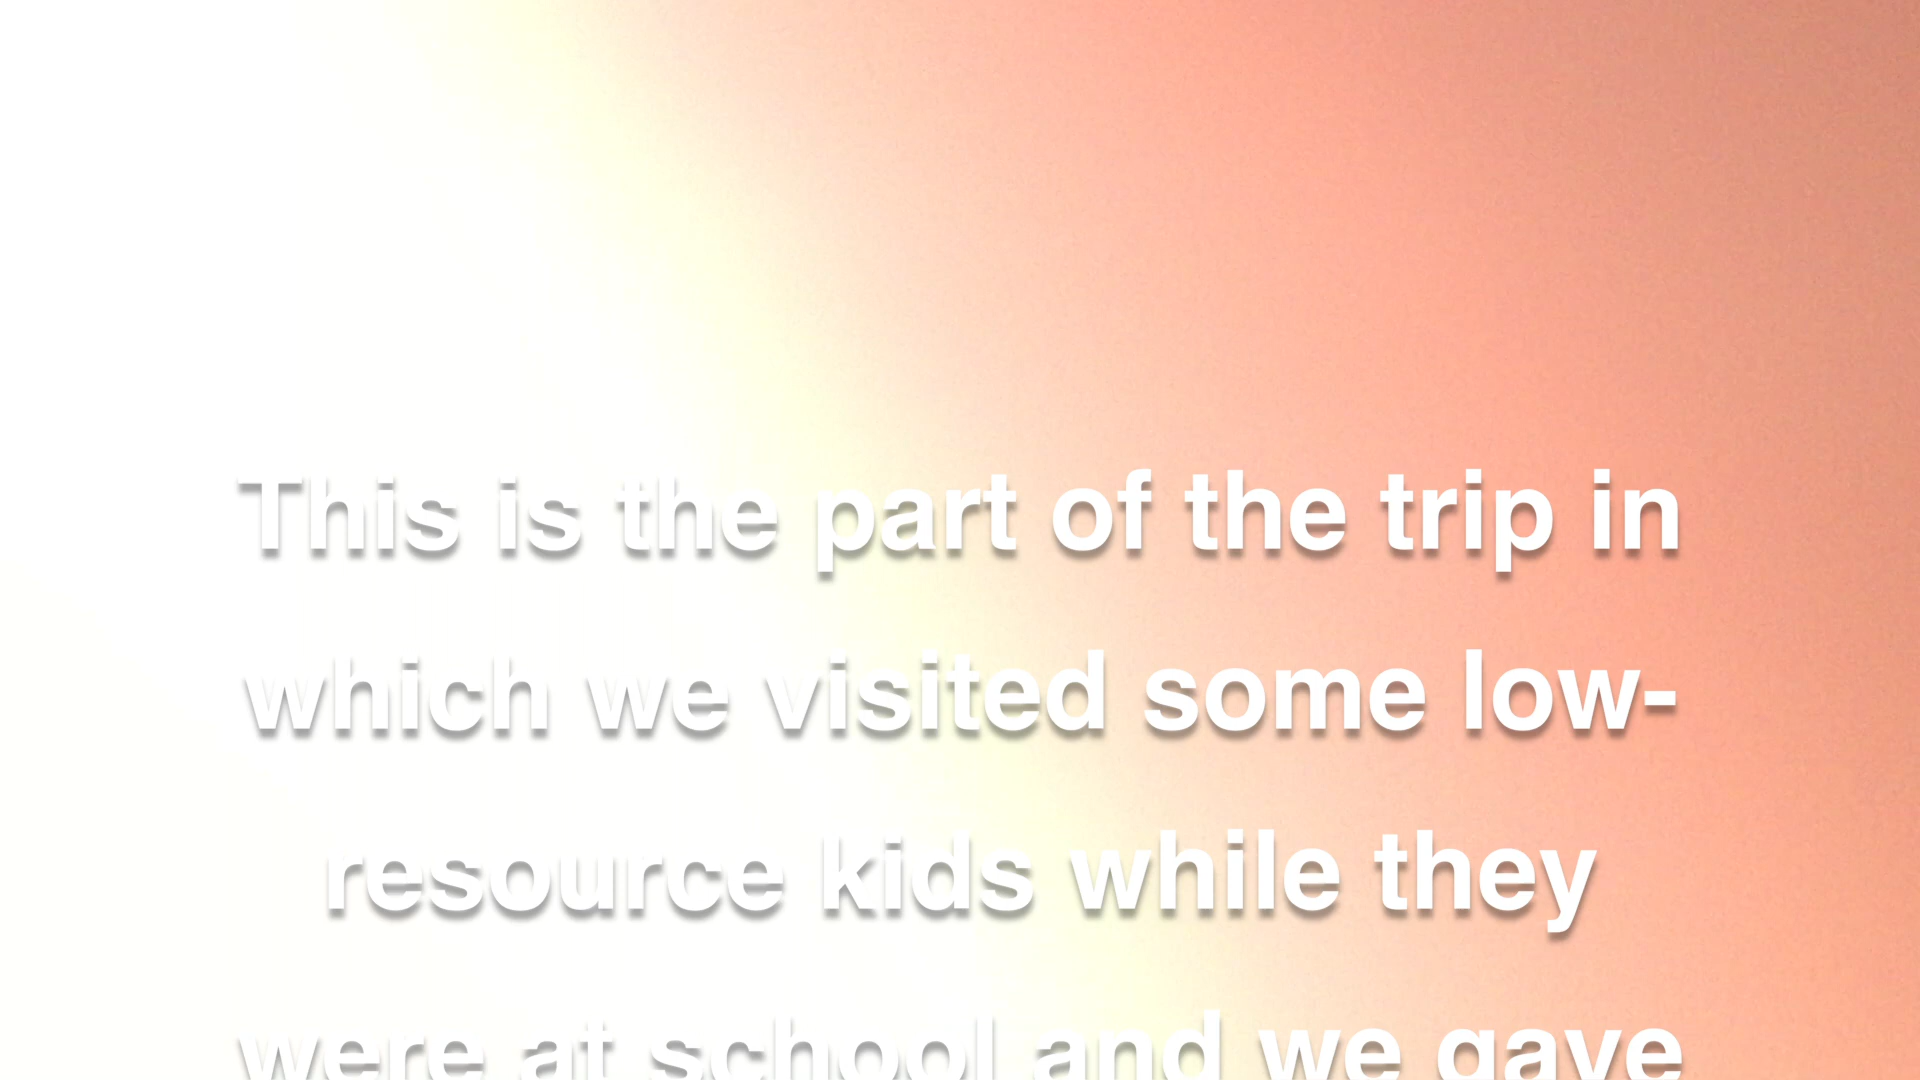 This is the part of the trip in
which we visited some low-
resource kids while they
were at school and we gave